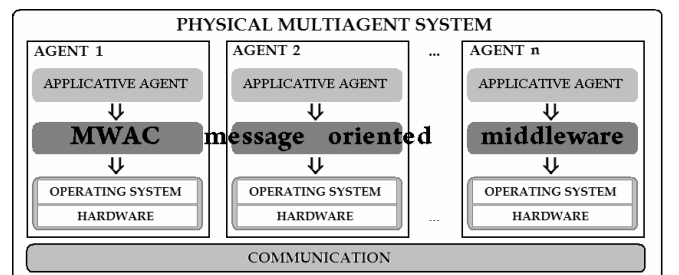 PHYSICAL MULTIAGENT SYSTEM
AGENT 1 AGENT 2 ... AGENT n
APPLICATIVE AGENT APPLICATIVE AGENT APPLICATIVE AGENT
⇓ ⇓ ⇓
MWAC message oriented middleware
⇓ ⇓ ⇓
OPERATING SYSTEM OPERATING SYSTEM OPERATING SYSTEM
HARDWARE HARDWARE ... HARDWARE
COMMUNICATION